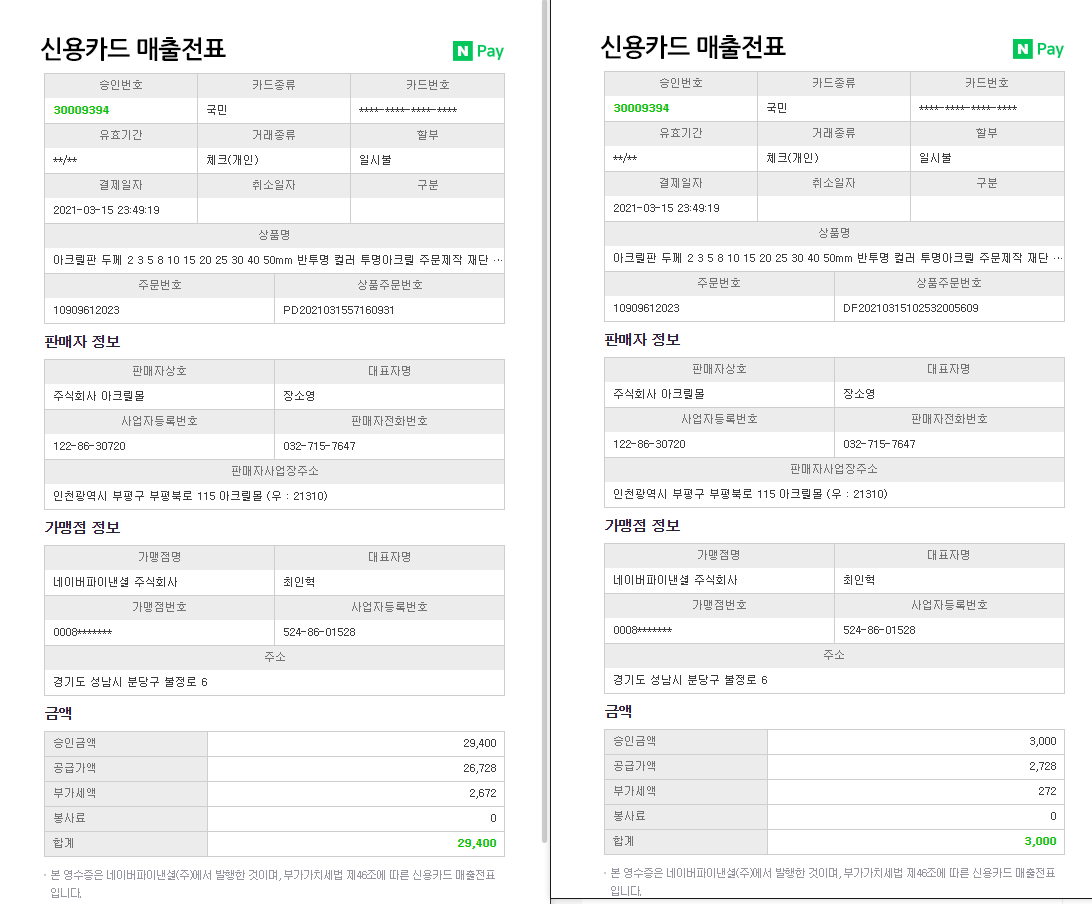 신용카드 매출전표
N Pay
승인번호 카드종류 카드번호
30009394 국민 ****-****-****-****
유효기간 거래종류 할부
**/** 체크(개인) 일시불
결제일자 취소일자 구분
2021-03-15 23:49:19
상품명
아크릴판 두께 2 3 5 8 10 15 20 25 30 40 50mm 반투명 컬러 투명아크릴 주문제작 재단 ...
주문번호 상품주문번호
10909612023 PD2021031557160931
판매자 정보
판매자상호 대표자명
주식회사 아크릴몰 장소영
사업자등록번호 판매자전화번호
122-86-30720 032-715-7647
판매자사업장주소
인천광역시 부평구 부평북로 115 아크릴몰 (우 : 21310)
가맹점 정보
가맹점명 대표자명
네이버파이낸셜 주식회사 최인혁
가맹점번호 사업자등록번호
0008******* 524-86-01528
주소
경기도 성남시 분당구 불정로 6
금액
승인금액 29,400
공급가액 26,728
부가세액 2,672
봉사료 0
합계 29,400
· 본 영수증은 네이버파이낸셜(주)에서 발행한 것이며, 부가가치세법 제46조에 따른 신용카드 매출전표
입니다.
신용카드 매출전표
N Pay
승인번호 카드종류 카드번호
30009394 국민 ****-****-****-****
유효기간 거래종류 할부
**/** 체크(개인) 일시불
결제일자 취소일자 구분
2021-03-15 23:49:19
상품명
아크릴판 두께 2 3 5 8 10 15 20 25 30 40 50mm 반투명 컬러 투명아크릴 주문제작 재단 ...
주문번호 상품주문번호
10909612023 DF20210315102532005609
판매자 정보
판매자상호 대표자명
주식회사 아크릴몰 장소영
사업자등록번호 판매자전화번호
122-86-30720 032-715-7647
판매자사업장주소
인천광역시 부평구 부평북로 115 아크릴몰 (우 : 21310)
가맹점 정보
가맹점명 대표자명
네이버파이낸셜 주식회사 최인혁
가맹점번호 사업자등록번호
0008******* 524-86-01528
주소
경기도 성남시 분당구 불정로 6
금액
승인금액 3,000
공급가액 2,728
부가세액 272
봉사료 0
합계 3,000
· 본 영수증은 네이버파이낸셜(주)에서 발행한 것이며, 부가가치세법 제46조에 따른 신용카드 매출전표
입니다.